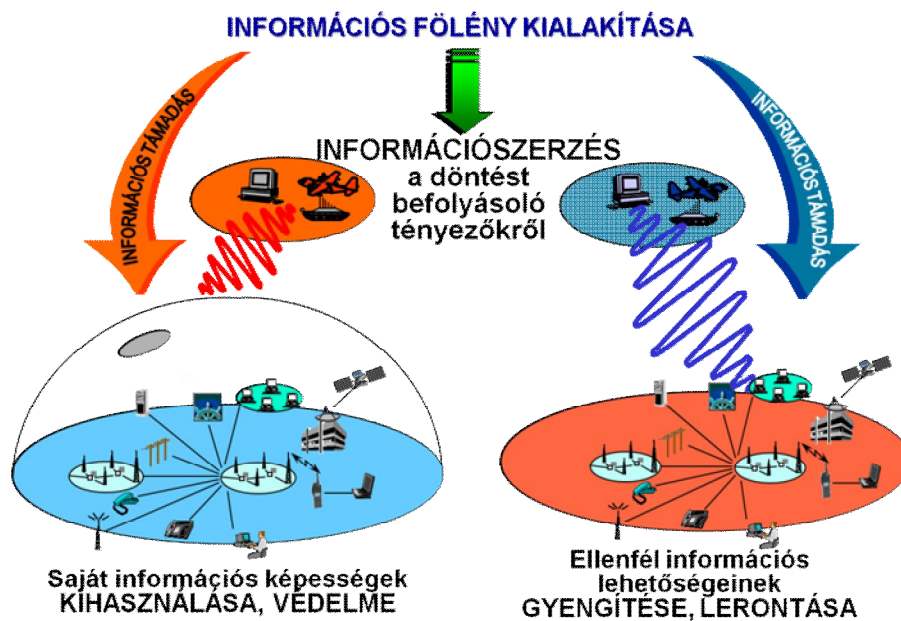 INFORMÁCIÓS FÖLÉNY KIALAKÍTÁSA
INFORMÁCIÓS TÁMADÁS
INFORMÁCIÓSZERZÉS
a döntést
befolyásoló
tényezőkről
INFORMÁCIÓS TÁMADÁS
Saját információs képességek
KIHASZNÁLÁSA, VÉDELME
Ellenfél információs
lehetőségeinek
GYENGÍTÉSE, LERONTÁSA